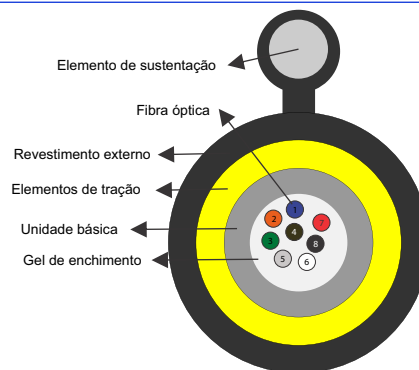 Elemento de sustentação
Fibra óptica
Revestimento externo
Elementos de tração
Unidade básica
Gel de enchimento
1
2
7
3
4
8
5
6